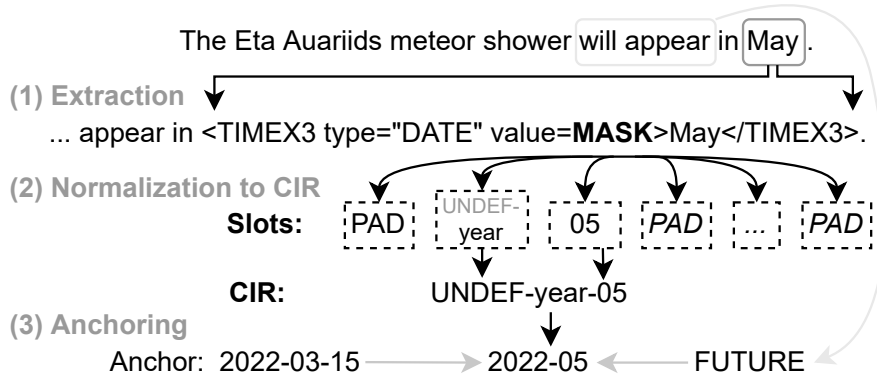 The Eta Auariids meteor shower will appear in May .
(1) Extraction
... appear in <TIMEX3 type="DATE" value=MASK>May</TIMEX3>.
(2) Normalization to CIR
Slots: PAD UNDEF-year 05 PAD ... PAD
CIR: UNDEF-year-05
(3) Anchoring
Anchor: 2022-03-15 2022-05 FUTURE